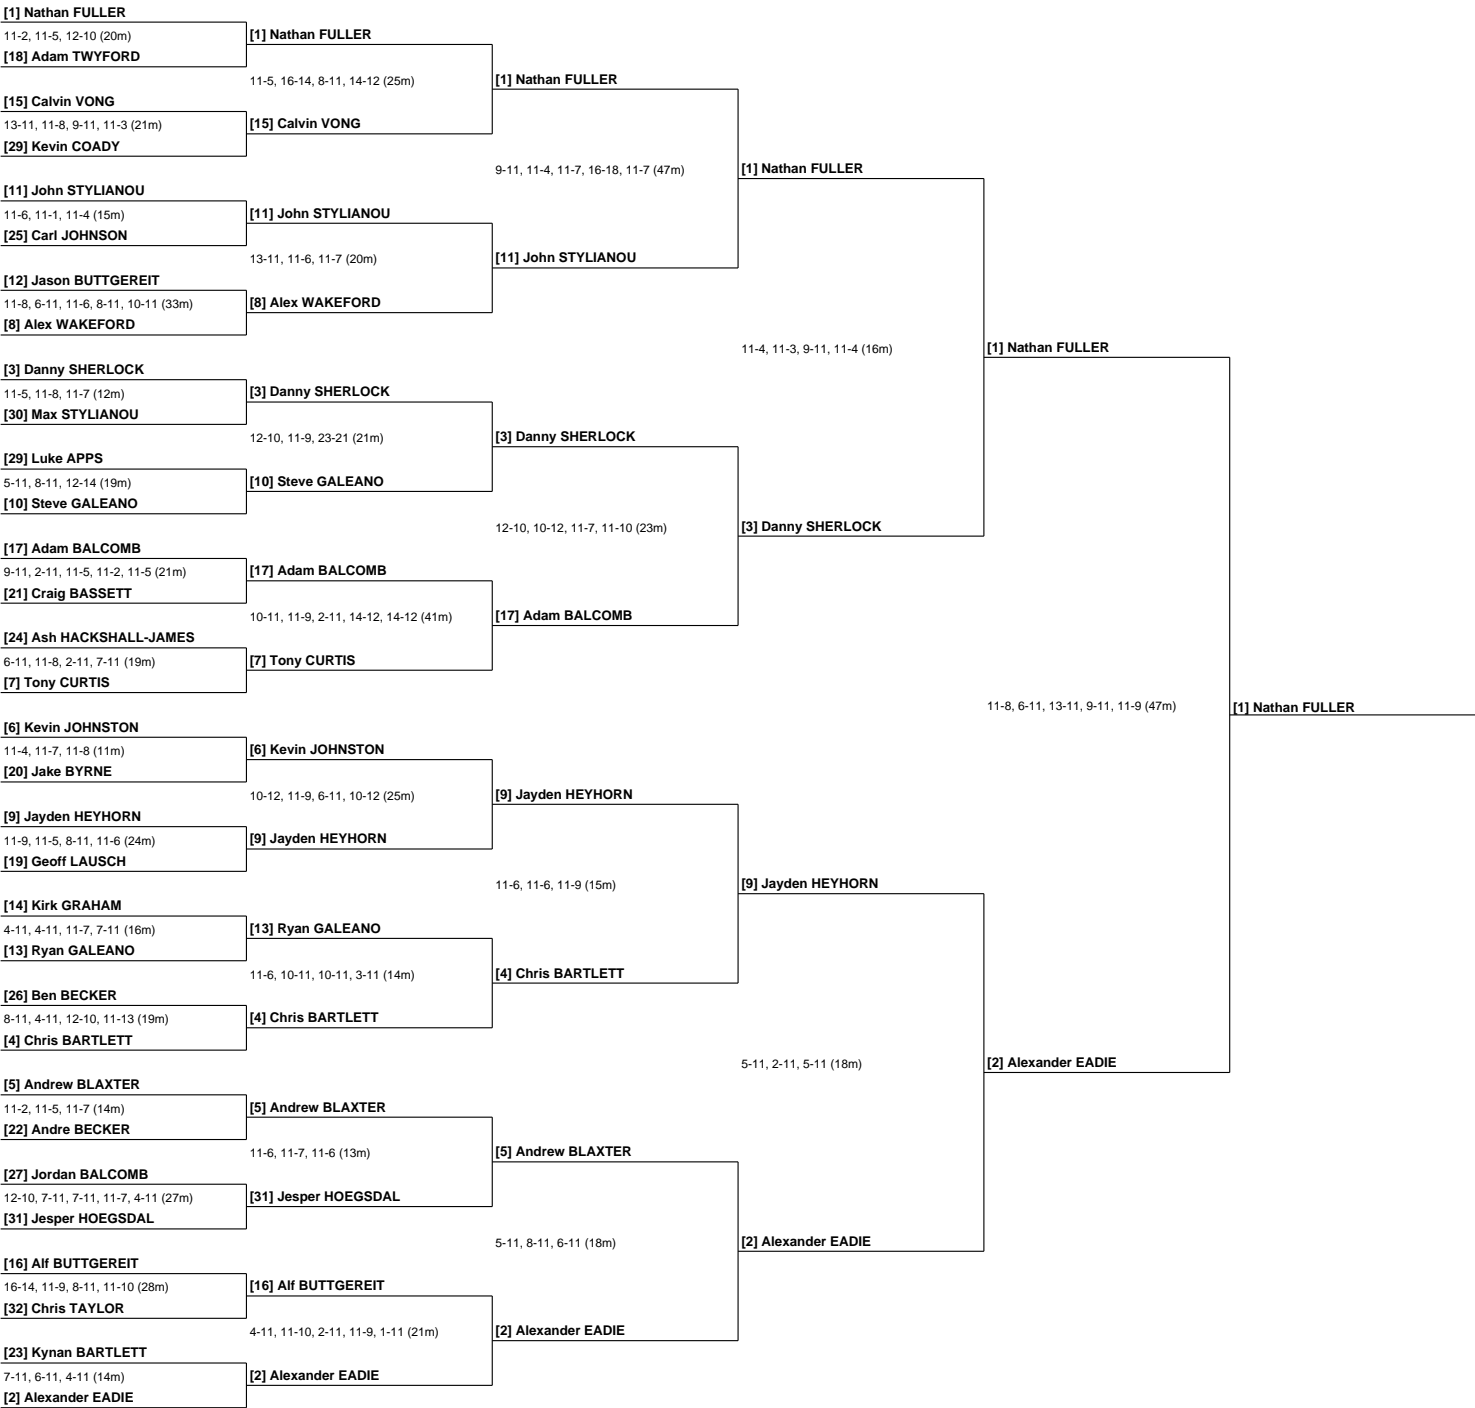 [1] Nathan FULLER
11-2, 11-5, 12-10 (20m)
[18] Adam TWYFORD
[15] Calvin VONG
13-11, 11-8, 9-11, 11-3 (21m)
[29] Kevin COADY
[11] John STYLIANOU
11-6, 11-1, 11-4 (15m)
[25] Carl JOHNSON
[12] Jason BUTTGEREIT
11-8, 6-11, 11-6, 8-11, 10-11 (33m)
[8] Alex WAKEFORD
[3] Danny SHERLOCK
11-5, 11-8, 11-7 (12m)
[30] Max STYLIANOU
[29] Luke APPS
5-11, 8-11, 12-14 (19m)
[10] Steve GALEANO
[17] Adam BALCOMB
9-11, 2-11, 11-5, 11-2, 11-5 (21m)
[21] Craig BASSETT
[24] Ash HACKSHALL-JAMES
6-11, 11-8, 2-11, 7-11 (19m)
[7] Tony CURTIS
[6] Kevin JOHNSTON
11-4, 11-7, 11-8 (11m)
[20] Jake BYRNE
[9] Jayden HEYHORN
11-9, 11-5, 8-11, 11-6 (24m)
[19] Geoff LAUSCH
[14] Kirk GRAHAM
4-11, 4-11, 11-7, 7-11 (16m)
[13] Ryan GALEANO
[26] Ben BECKER
8-11, 4-11, 12-10, 11-13 (19m)
[4] Chris BARTLETT
[5] Andrew BLAXTER
11-2, 11-5, 11-7 (14m)
[22] Andre BECKER
[27] Jordan BALCOMB
12-10, 7-11, 7-11, 11-7, 4-11 (27m)
[31] Jesper HOEGSDAL
[16] Alf BUTTGEREIT
16-14, 11-9, 8-11, 11-10 (28m)
[32] Chris TAYLOR
[23] Kynan BARTLETT
7-11, 6-11, 4-11 (14m)
[2] Alexander EADIE
[1] Nathan FULLER
11-5, 16-14, 8-11, 14-12 (25m)
[15] Calvin VONG
[11] John STYLIANOU
13-11, 11-6, 11-7 (20m)
[8] Alex WAKEFORD
[3] Danny SHERLOCK
12-10, 11-9, 23-21 (21m)
[10] Steve GALEANO
[17] Adam BALCOMB
10-11, 11-9, 2-11, 14-12, 14-12 (41m)
[7] Tony CURTIS
[6] Kevin JOHNSTON
10-12, 11-9, 6-11, 10-12 (25m)
[9] Jayden HEYHORN
[13] Ryan GALEANO
11-6, 10-11, 10-11, 3-11 (14m)
[4] Chris BARTLETT
[5] Andrew BLAXTER
11-6, 11-7, 11-6 (13m)
[31] Jesper HOEGSDAL
[16] Alf BUTTGEREIT
4-11, 11-10, 2-11, 11-9, 1-11 (21m)
[2] Alexander EADIE
[1] Nathan FULLER
9-11, 11-4, 11-7, 16-18, 11-7 (47m)
[11] John STYLIANOU
[3] Danny SHERLOCK
12-10, 10-12, 11-7, 11-10 (23m)
[17] Adam BALCOMB
[9] Jayden HEYHORN
11-6, 11-6, 11-9 (15m)
[4] Chris BARTLETT
[5] Andrew BLAXTER
5-11, 8-11, 6-11 (18m)
[2] Alexander EADIE
[1] Nathan FULLER
11-4, 11-3, 9-11, 11-4 (16m)
[3] Danny SHERLOCK
[9] Jayden HEYHORN
5-11, 2-11, 5-11 (18m)
[2] Alexander EADIE
[1] Nathan FULLER
11-8, 6-11, 13-11, 9-11, 11-9 (47m)
[2] Alexander EADIE
[1] Nathan FULLER